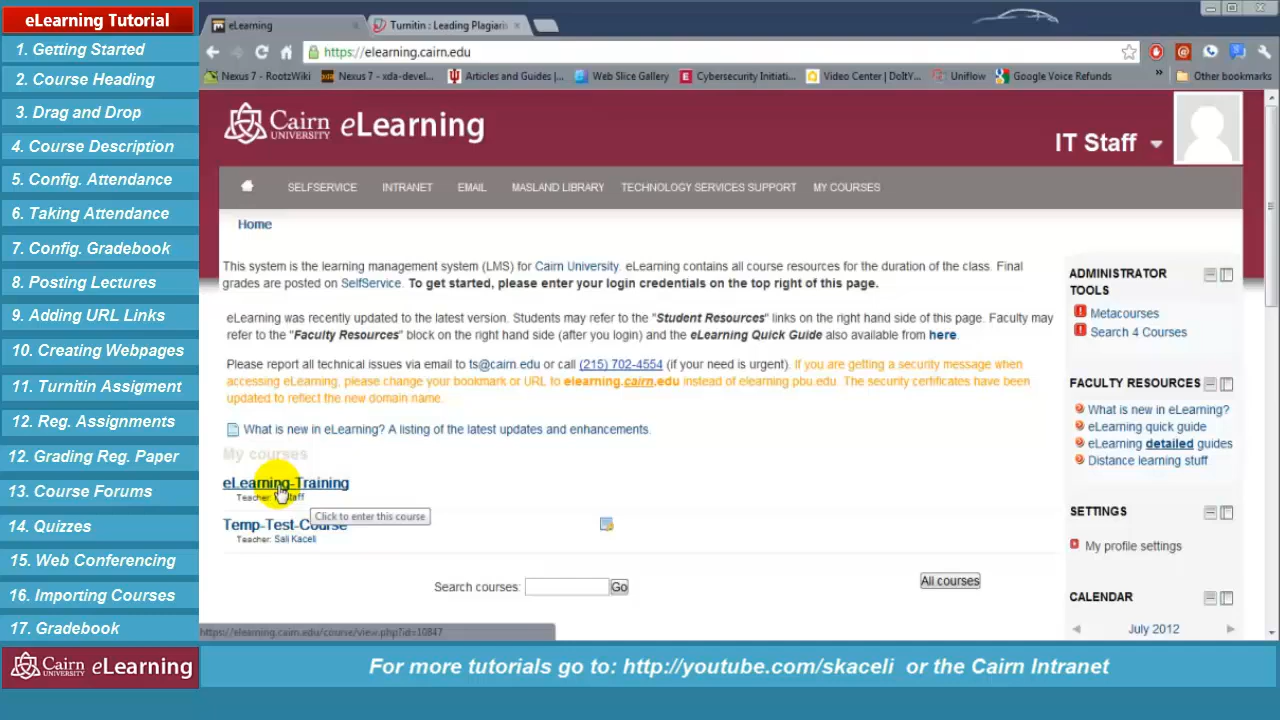 eLearning Tutorial
1. Getting Started
2. Course Heading
3. Drag and Drop
4. Course Description
5. Config. Attendance
6. Taking Attendance
7. Config. Gradebook
8. Posting Lectures
9. Adding URL Links
10. Creating Webpages
11. Turnitin Assigment
12. Reg. Assignments
12. Grading Reg. Paper
13. Course Forums
14. Quizzes
15. Web Conferencing
16. Importing Courses
17. Gradebook
Cairn UNIVERSITY eLearning
eLearning
Turnitin : Leading Plagiaris
https://elearning.cairn.edu
Nexus 7 - RootzWiki
Nexus 7 - xda-devel...
Articles and Guides |...
Web Slice Gallery
Cybersecurity Initiati...
Video Center | DoITY...
Uniflow
Google Voice Refunds
Other bookmarks
Cairn UNIVERSITY eLearning
IT Staff
SELFSERVICE INTRANET EMAIL MASLAND LIBRARY TECHNOLOGY SERVICES SUPPORT MY COURSES
Home
This system is the learning management system (LMS) for Cairn University. eLearning contains all course resources for the duration of the class. Final
grades are posted on SelfService. To get started, please enter your login credentials on the top right of this page.
eLearning was recently updated to the latest version. Students may refer to the "Student Resources" links on the right hand side of this page. Faculty may
refer to the "Faculty Resources" block on the right hand side (after you login) and the eLearning Quick Guide also available from here.
Please report all technical issues via email to ts@cairn.edu or call (215) 702-4554 (if your need is urgent). If you are getting a security message when
accessing eLearning, please change your bookmark or URL to elearning.cairn.edu instead of elearning.pbu.edu. The security certificates have been
updated to reflect the new domain name.
What is new in eLearning? A listing of the latest updates and enhancements.
My courses
eLearning-Training
Teacher: Staff
Click to enter this course
Temp-Test-Course
Teacher: Sali Kaceli
Search courses: Go
All courses
https://elearning.cairn.edu/course/view.php?id=10847
ADMINISTRATOR
TOOLS
Metacourses
Search 4 Courses
FACULTY RESOURCES
What is new in eLearning?
eLearning quick guide
eLearning detailed guides
Distance learning stuff
SETTINGS
My profile settings
CALENDAR
July 2012
For more tutorials go to: http://youtube.com/skaceli or the Cairn Intranet